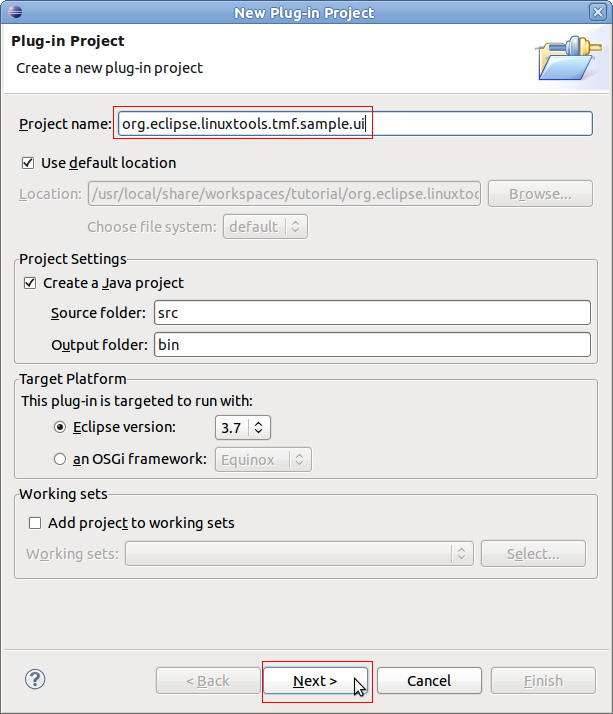 New Plug-in Project
Plug-in Project
Create a new plug-in project
Project name: org.eclipse.linuxtools.tmf.sample.ui
Use default location
Location: /usr/local/share/workspaces/tutorial/org.eclipse.linuxtoo Browse...
Choose file system: default
Project Settings
Create a Java project
Source folder: src
Output folder: bin
Target Platform
This plug-in is targeted to run with:
Eclipse version: 3.7
an OSGi framework: Equinox
Working sets
Add project to working sets
Working sets: Select...
? < Back Next > Cancel Finish